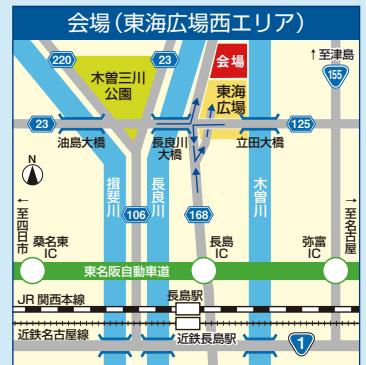 会場（東海広場西エリア）
220
23
会場
↑至津島
155
木曽三川
公園
東海
広場
23
125
油島大橋
長良川
大橋
立田大橋
N
揖斐川
長良川
木曽川
106
168
←至四日市
→至名古屋
桑名東
IC
長島
IC
弥富
IC
東名阪自動車道
JR 関西本線
長島駅
近鉄名古屋線
近鉄長島駅
1